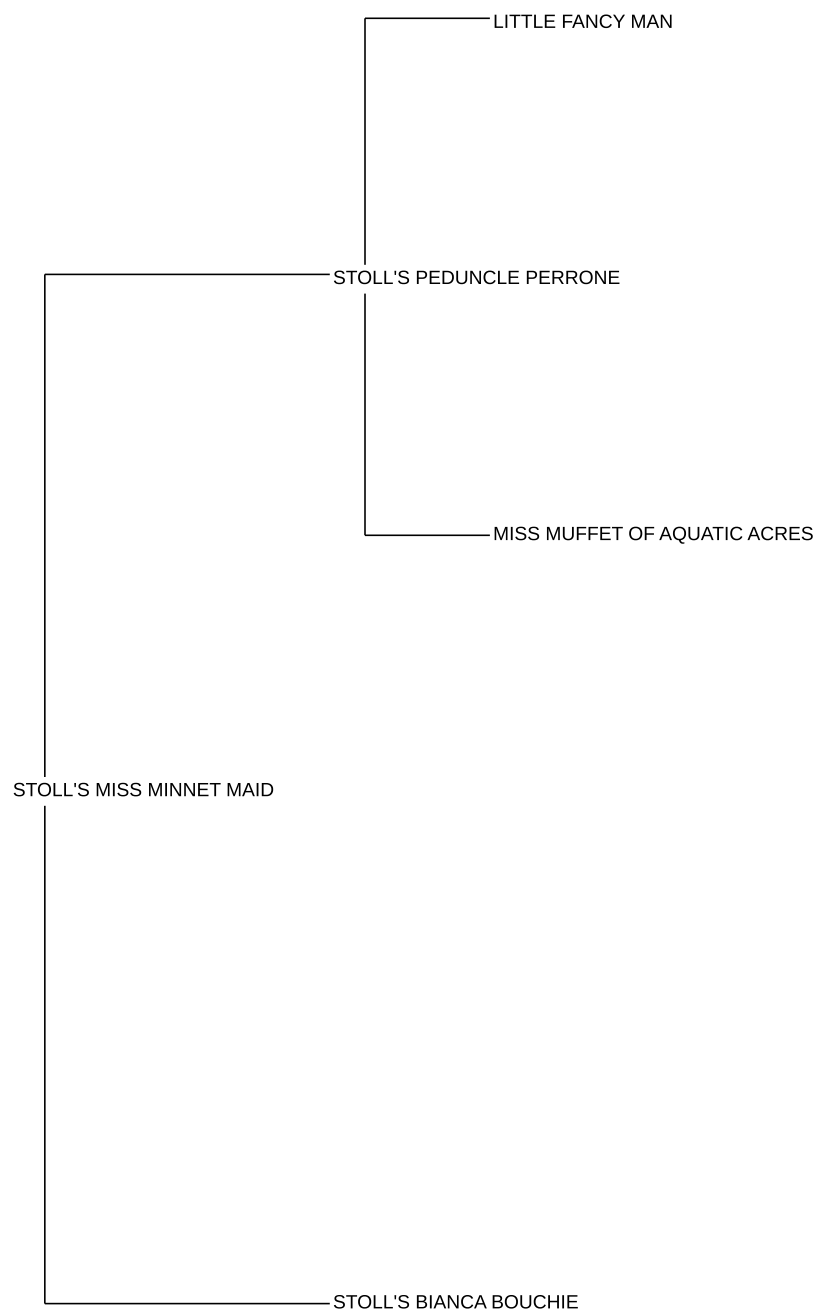 LITTLE FANCY MAN
STOLL'S PEDUNCLE PERRONE
MISS MUFFET OF AQUATIC ACRES
STOLL'S MISS MINNET MAID
STOLL'S BIANCA BOUCHIE